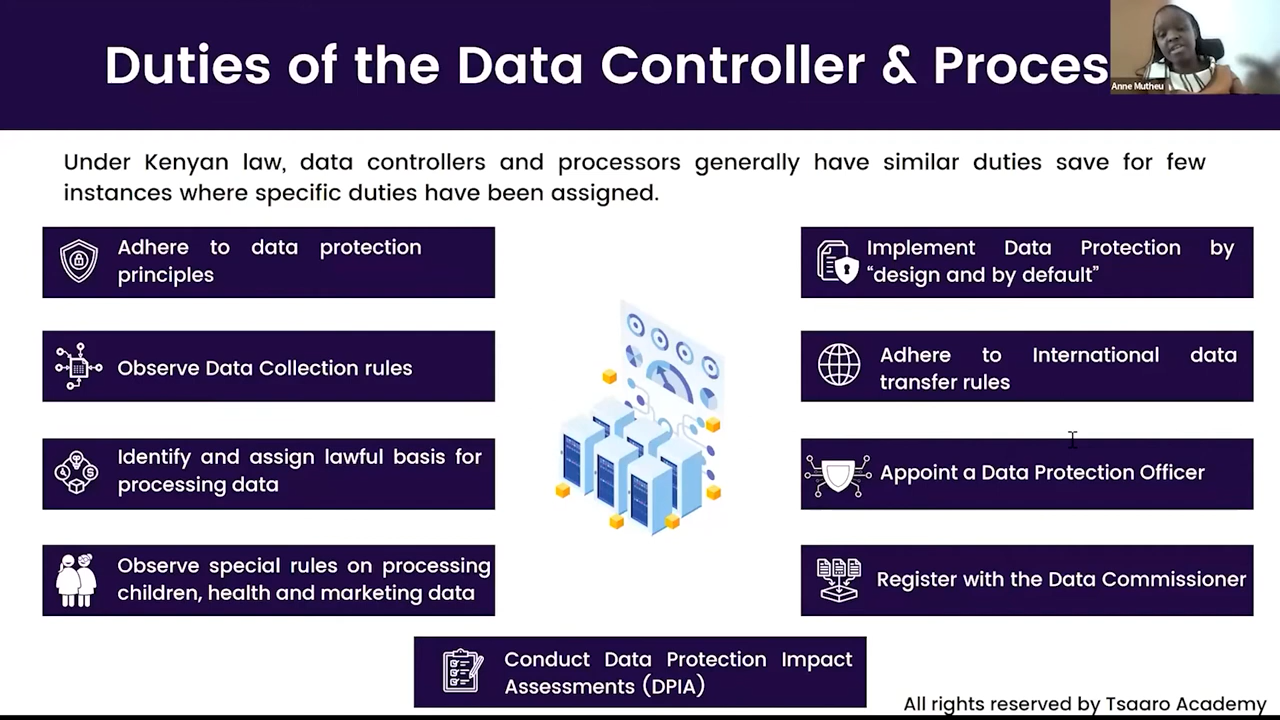 Duties of the Data Controller & Proces
Anne Mutheu
Under Kenyan law, data controllers and processors generally have similar duties save for few
instances where specific duties have been assigned.
Adhere to data protection
principles
Observe Data Collection rules
Identify and assign lawful basis for
processing data
Observe special rules on processing
children, health and marketing data
Implement Data Protection by
“design and by default”
Adhere to International data
transfer rules
Appoint a Data Protection Officer
Register with the Data Commissioner
Conduct Data Protection Impact
Assessments (DPIA)
All rights reserved by Tsaaro Academy